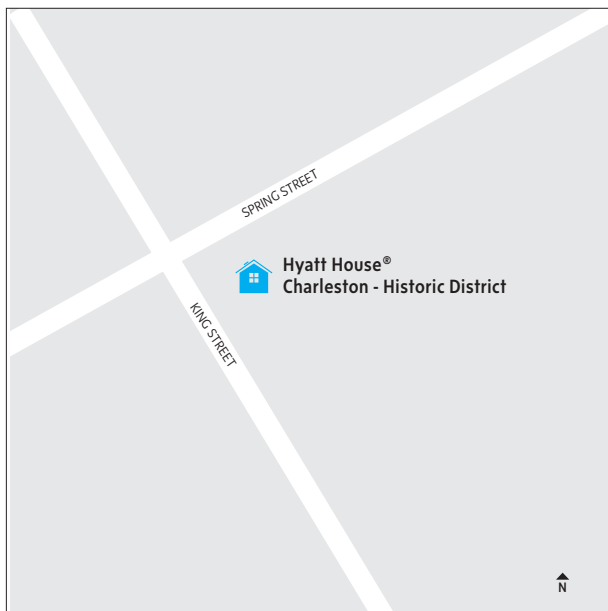 SPRING STREET
Hyatt House®
Charleston - Historic District
KING STREET
N